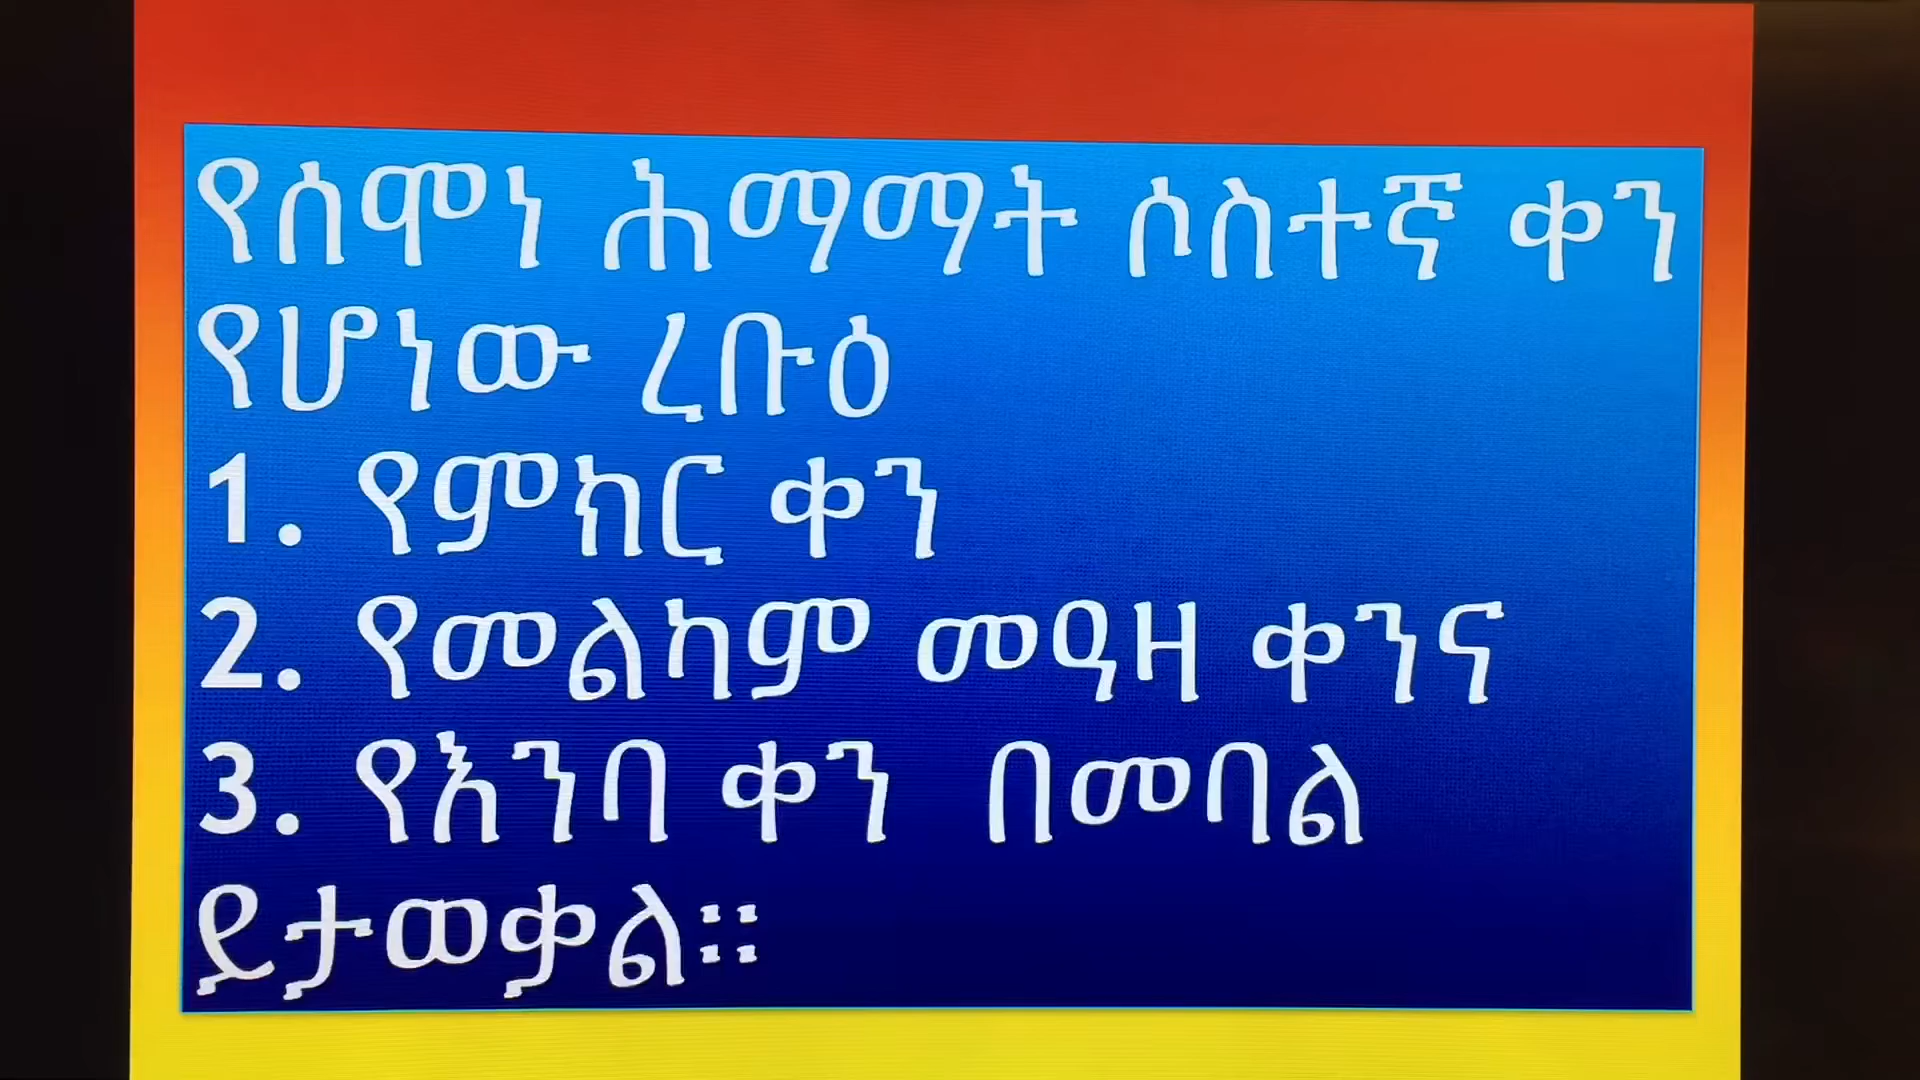 የሰሞነ ሕማማት ሶስተኛ ቀን
የሆነው ረቡዕ
1. የምክር ቀን
2. የመልካም መዓዛ ቀንና
3. የእንባ ቀን በመባል
ይታወቃል።